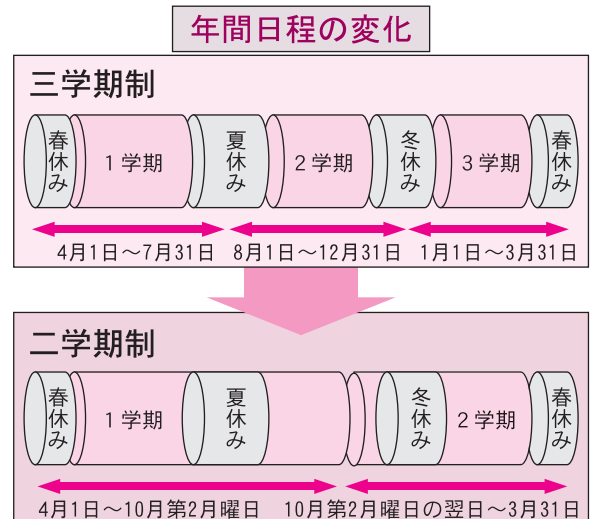 年間日程の変化
三学期制
春休み
1学期
夏休み
2学期
冬休み
3学期
春休み
4月1日～7月31日
8月1日～12月31日
1月1日～3月31日
二学期制
春休み
1学期
夏休み
冬休み
2学期
春休み
4月1日～10月第2月曜日
10月第2月曜日の翌日～3月31日